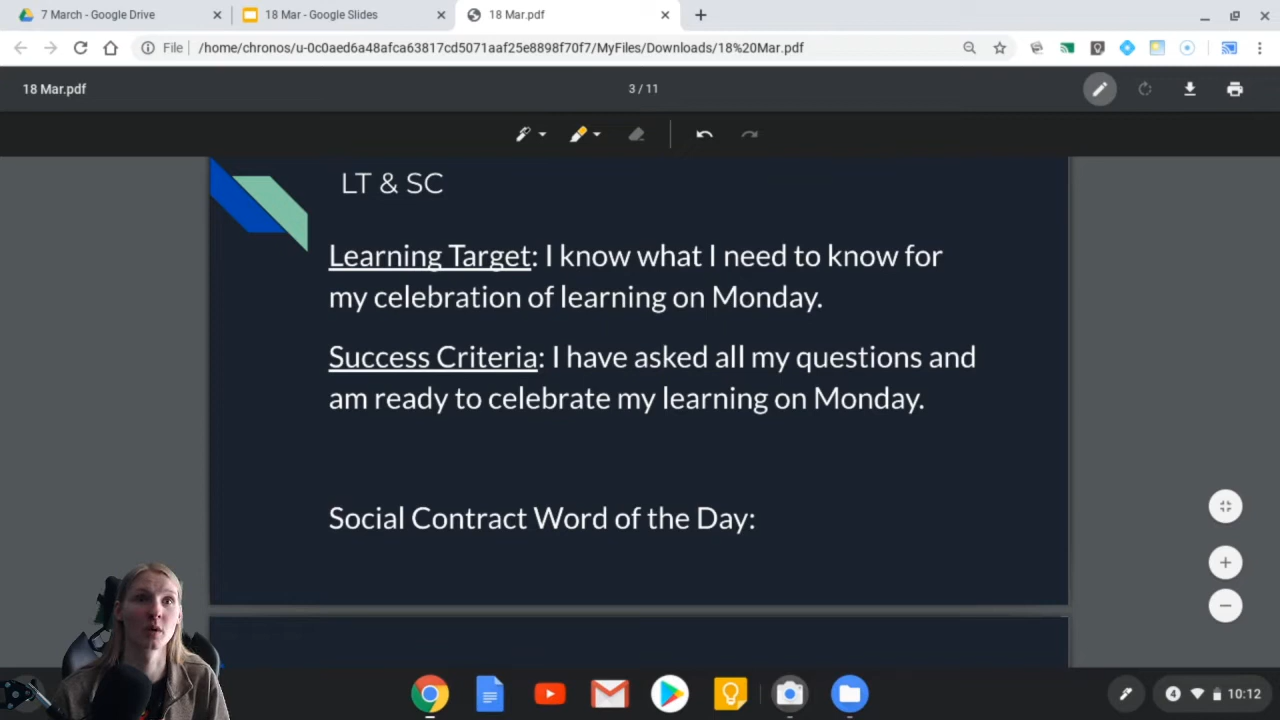 7 March - Google Drive
18 Mar - Google Slides
18 Mar.pdf
File
/home/chronos/u-0c0aed6a48afca63817cd5071aaf25e8898f70f7/MyFiles/Downloads/18%20Mar.pdf
18 Mar.pdf
3 / 11
LT & SC
Learning Target: I know what I need to know for
my celebration of learning on Monday.
Success Criteria: I have asked all my questions and
am ready to celebrate my learning on Monday.
Social Contract Word of the Day:
4
10:12